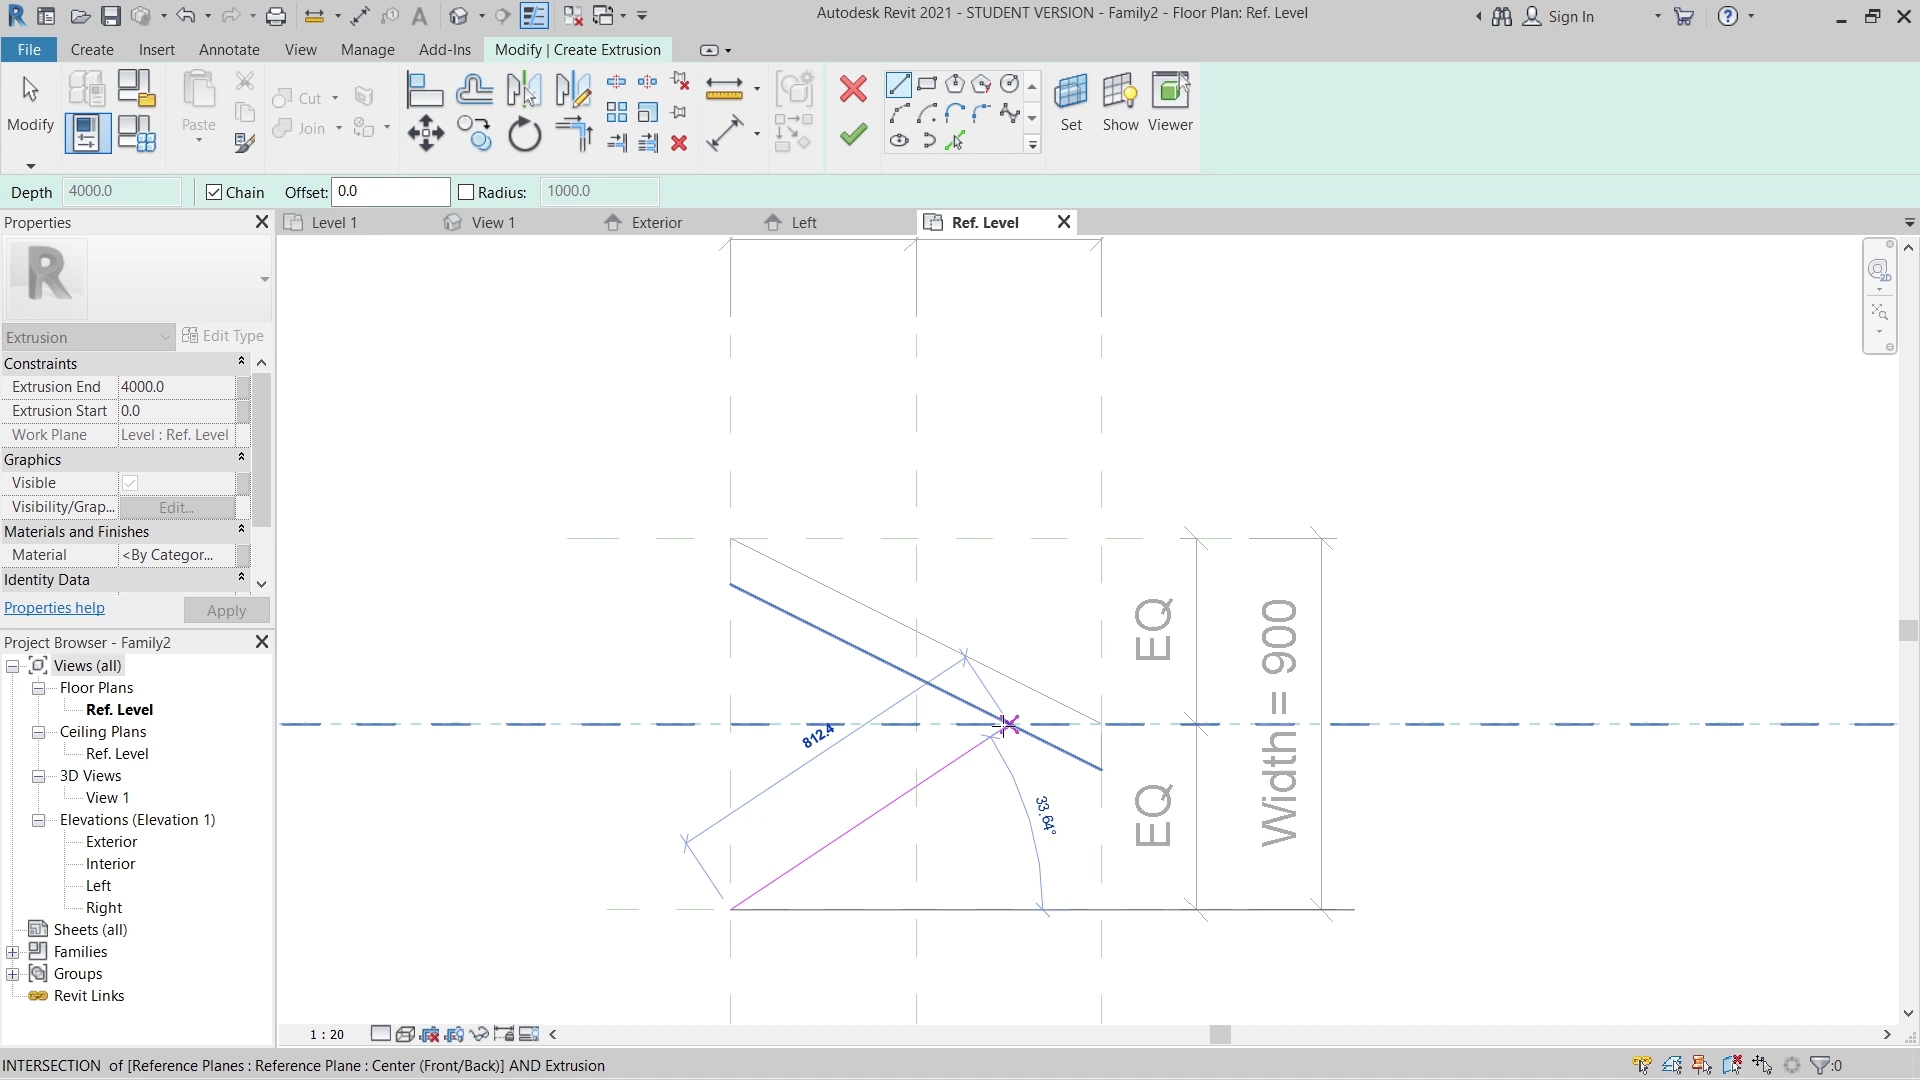 Autodesk Revit 2021 - STUDENT VERSION - Family2 - Floor Plan: Ref. Level
Sign In
File Create Insert Annotate View Manage Add-Ins Modify | Create Extrusion
Modify
Paste
Cut
Join
Set Show Viewer
Depth 4000.0 Chain Offset: 0.0 Radius: 1000.0
Properties
Level 1 View 1 Exterior Left Ref. Level
Extrusion Edit Type
Constraints
Extrusion End 4000.0
Extrusion Start 0.0
Work Plane Level : Ref. Level
Graphics
Visible
Visibility/Grap... Edit...
Materials and Finishes
Material <By Categor...
Identity Data
Properties help Apply
Project Browser - Family2
Views (all)
Floor Plans
Ref. Level
Ceiling Plans
Ref. Level
3D Views
View 1
Elevations (Elevation 1)
Exterior
Interior
Left
Right
Sheets (all)
Families
Groups
Revit Links
812.4
33.64°
EQ
EQ
Width = 900
2D
1 : 20
INTERSECTION of [Reference Planes : Reference Plane : Center (Front/Back)] AND Extrusion
:0